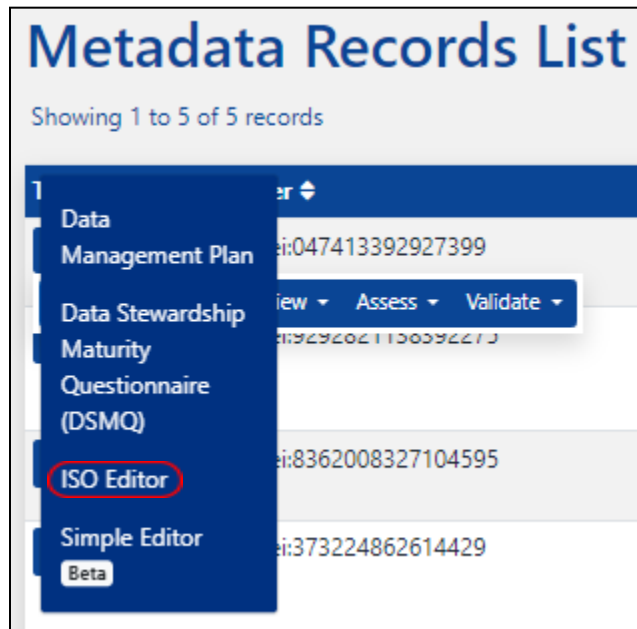 Metadata Records List
Showing 1 to 5 of 5 records
er
Data
Management Plan
ei:047413392927399
Data Stewardship
iew Assess Validate
Maturity
Questionnaire
(DSMQ)
ISO Editor
ei:8362008327104595
Simple Editor
ei:373224862614429
Beta